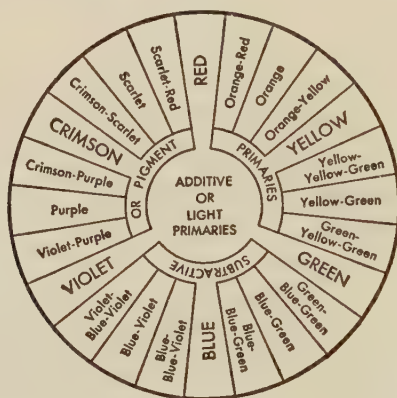 RED
Orange-Red
Orange
Orange-Yellow
YELLOW
Yellow-
Yellow-Green
Yellow-Green
Green-
Yellow-Green
GREEN
Green-
Blue-Green
Blue-Green
Blue-
Blue-Green
BLUE
Blue-
Blue-Violet
Blue-Violet
Violet-
Blue-Violet
VIOLET
Violet-Purple
Purple
Crimson-Purple
CRIMSON
Crimson-Scarlet
Scarlet
Scarlet-Red
SUBTRACTIVE
OR PIGMENT
PRIMARIES
ADDITIVE
OR
LIGHT
PRIMARIES